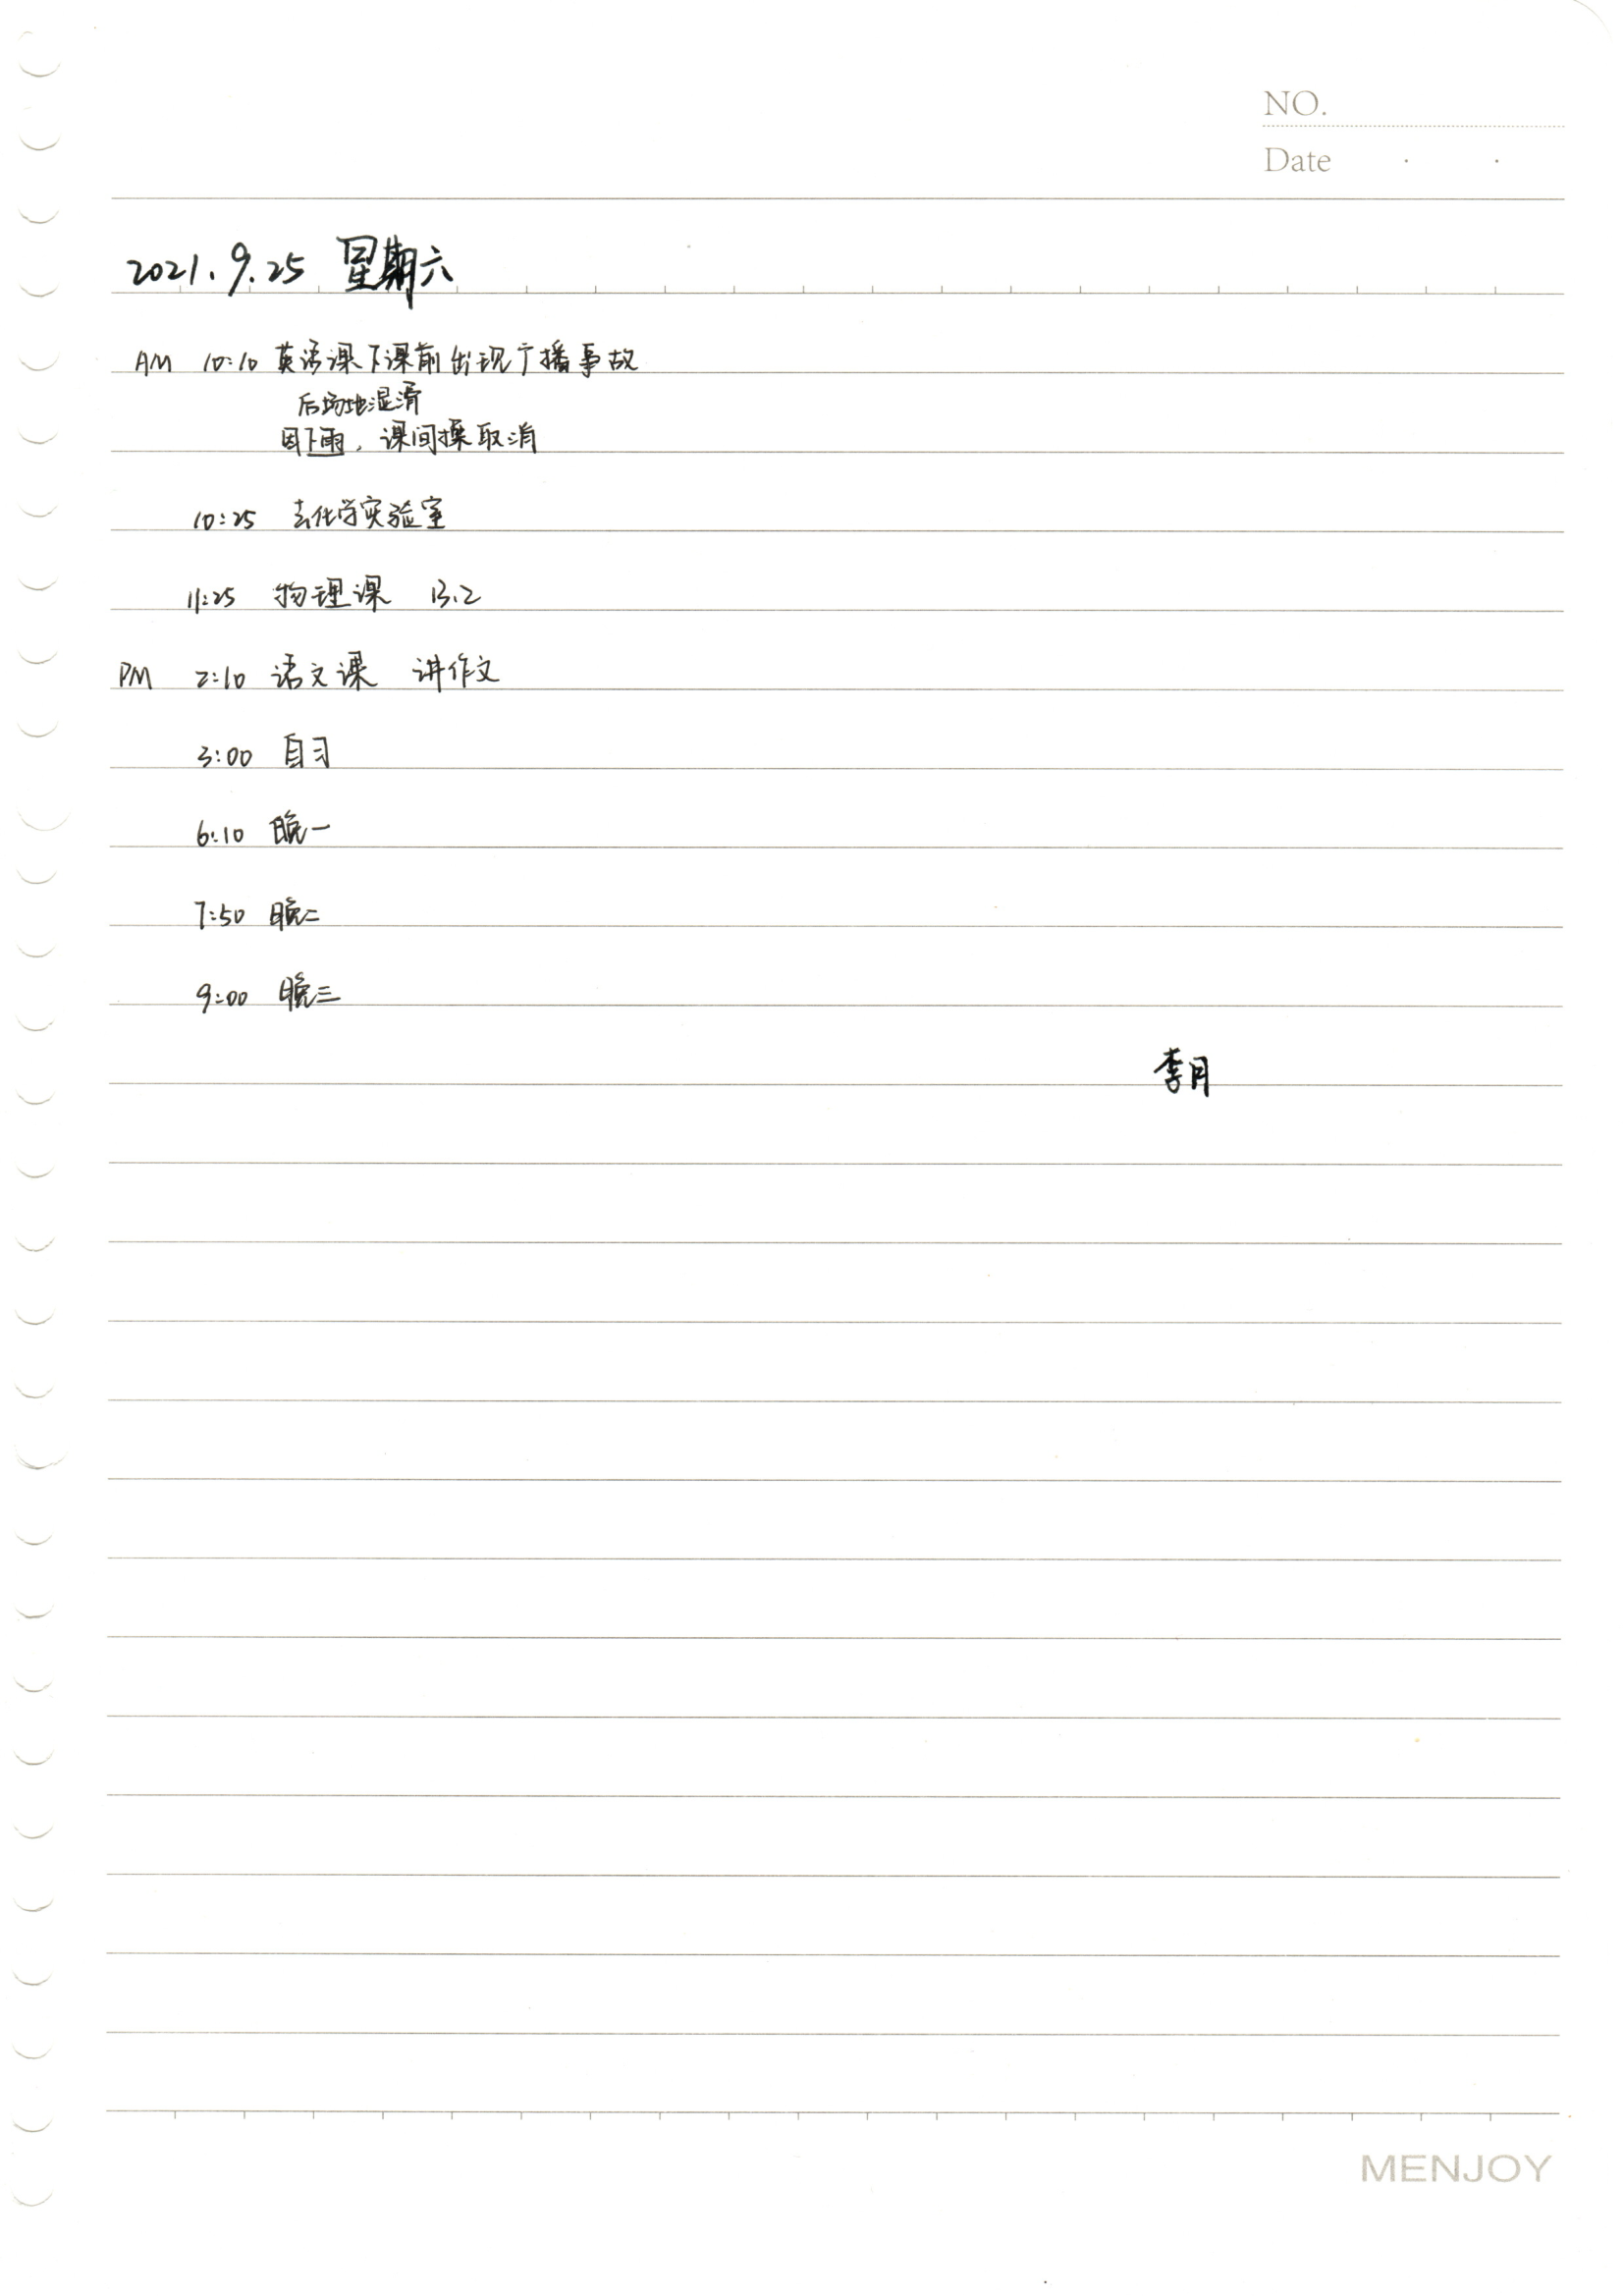 NO.
Date · ·
2021.9.25 星期六
AM 10:10 英语课下课前出现广播事故
后场地湿滑
因下雨，课间操取消
10:25 去化学实验室
11:25 物理课 13.2
PM 2:10 语文课 讲作文
3:00 自习
6:10 晚一
7:50 晚二
9:00 晚三
李月
MENJOY